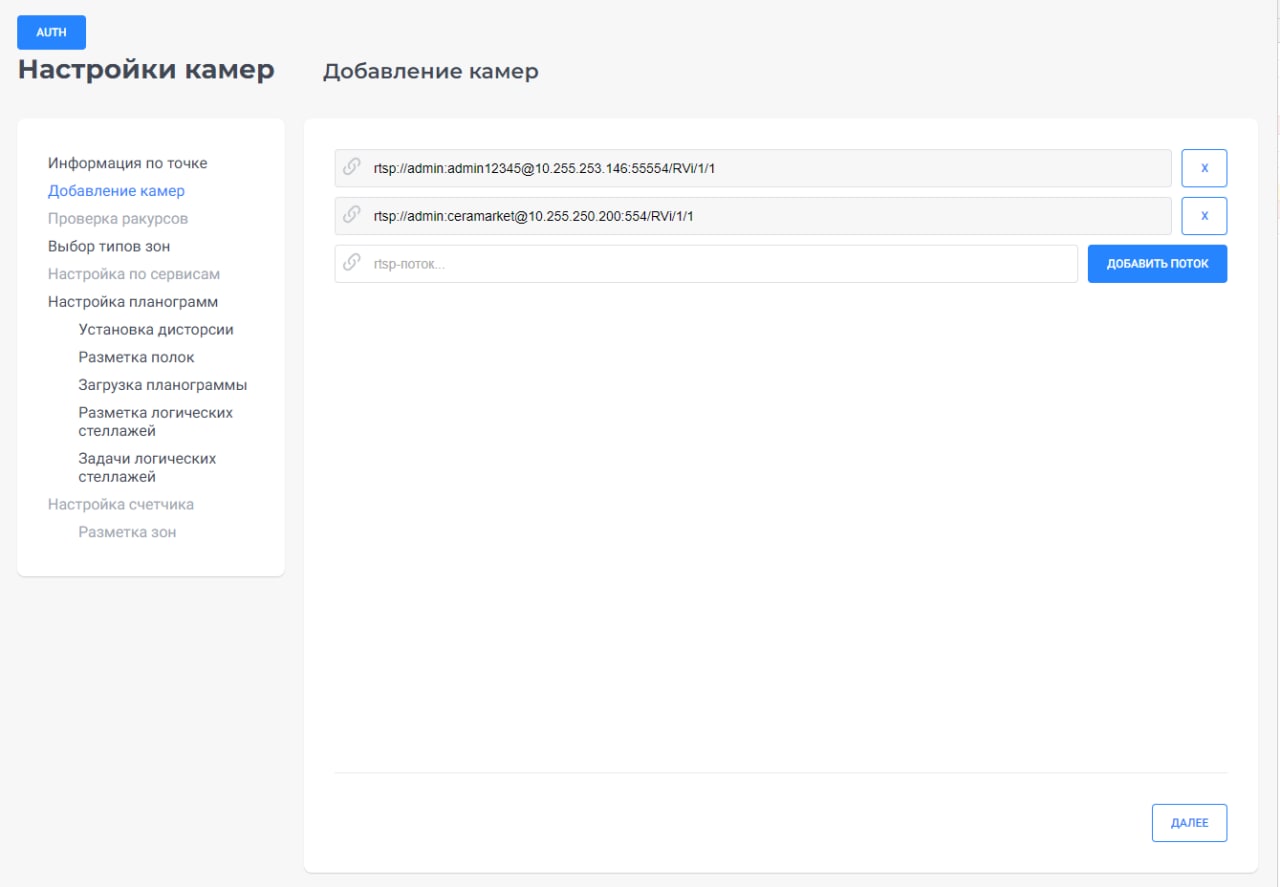 AUTH
Настройки камер
Добавление камер
Информация по точке
Добавление камер
Проверка ракурсов
Выбор типов зон
Настройка по сервисам
Настройка планограмм
Установка дисторсии
Разметка полок
Загрузка планограммы
Разметка логических
стеллажей
Задачи логических
стеллажей
Настройка счетчика
Разметка зон
rtsp://admin:admin12345@10.255.253.146:55554/RVi/1/1
X
rtsp://admin:ceramarket@10.255.250.200:554/RVi/1/1
X
rtsp-поток...
ДОБАВИТЬ ПОТОК
ДАЛЕЕ